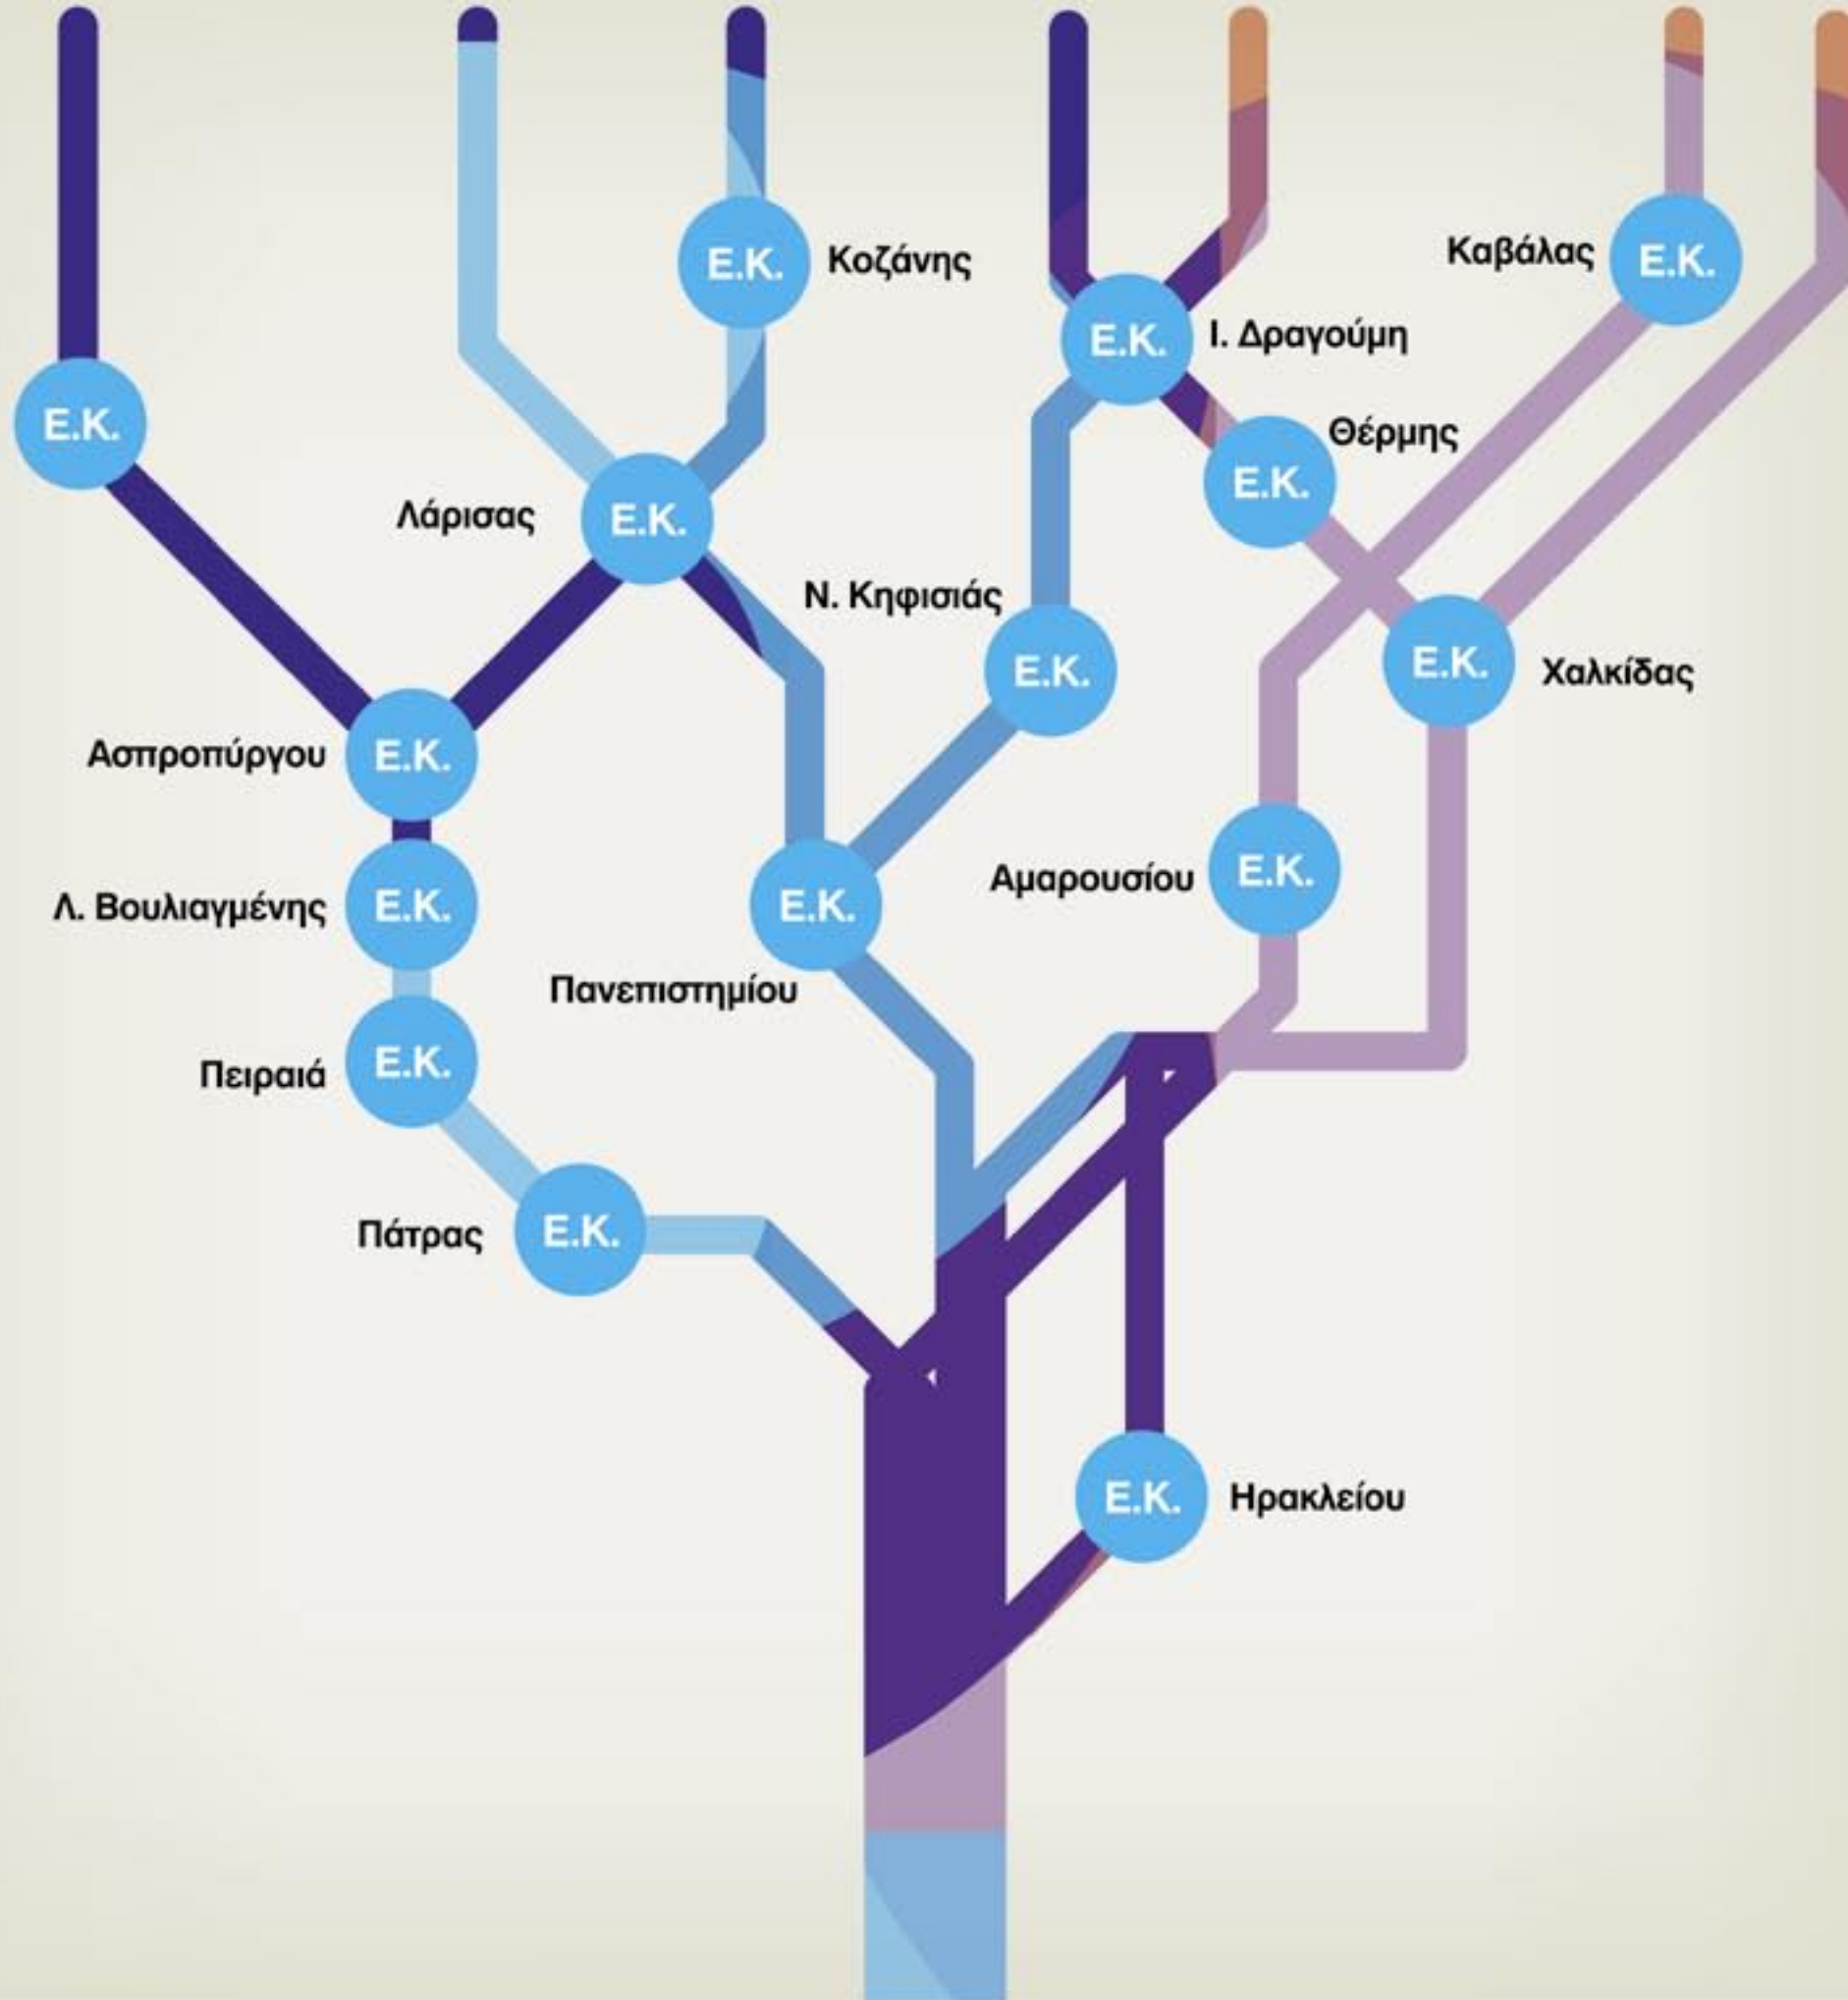 Ε.Κ. Κοζάνης
Καβάλας Ε.Κ.
Ε.Κ. Ι. Δραγούμη
Ε.Κ.
Θέρμης
Ε.Κ.
Λάρισας Ε.Κ.
Ν. Κηφισιάς
Ε.Κ.
Ε.Κ. Χαλκίδας
Ασπροπύργου Ε.Κ.
Αμαρουσίου Ε.Κ.
Λ. Βουλιαγμένης Ε.Κ.
Ε.Κ.
Πανεπιστημίου
Πειραιά Ε.Κ.
Πάτρας Ε.Κ.
Ε.Κ. Ηρακλείου